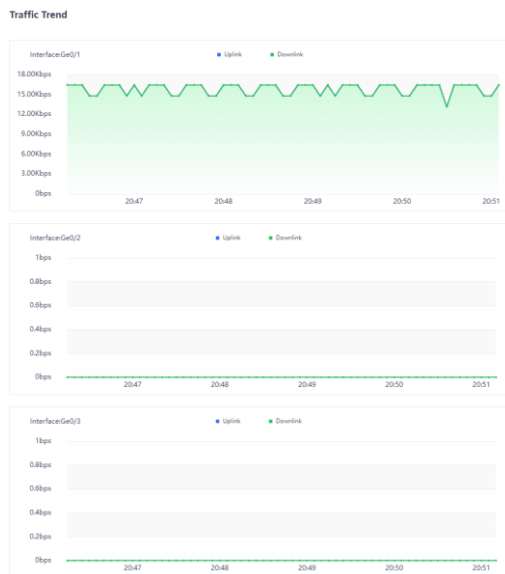 Traffic Trend
Interface:Ge0/1 Uplink Downlink
18.00Kbps
15.00Kbps
12.00Kbps
9.00Kbps
6.00Kbps
3.00Kbps
0bps
20:47 20:48 20:49 20:50 20:51
Interface:Ge0/2 Uplink Downlink
1bps
0.8bps
0.6bps
0.4bps
0.2bps
0bps
20:47 20:48 20:49 20:50 20:51
Interface:Ge0/3 Uplink Downlink
1bps
0.8bps
0.6bps
0.4bps
0.2bps
0bps
20:47 20:48 20:49 20:50 20:51